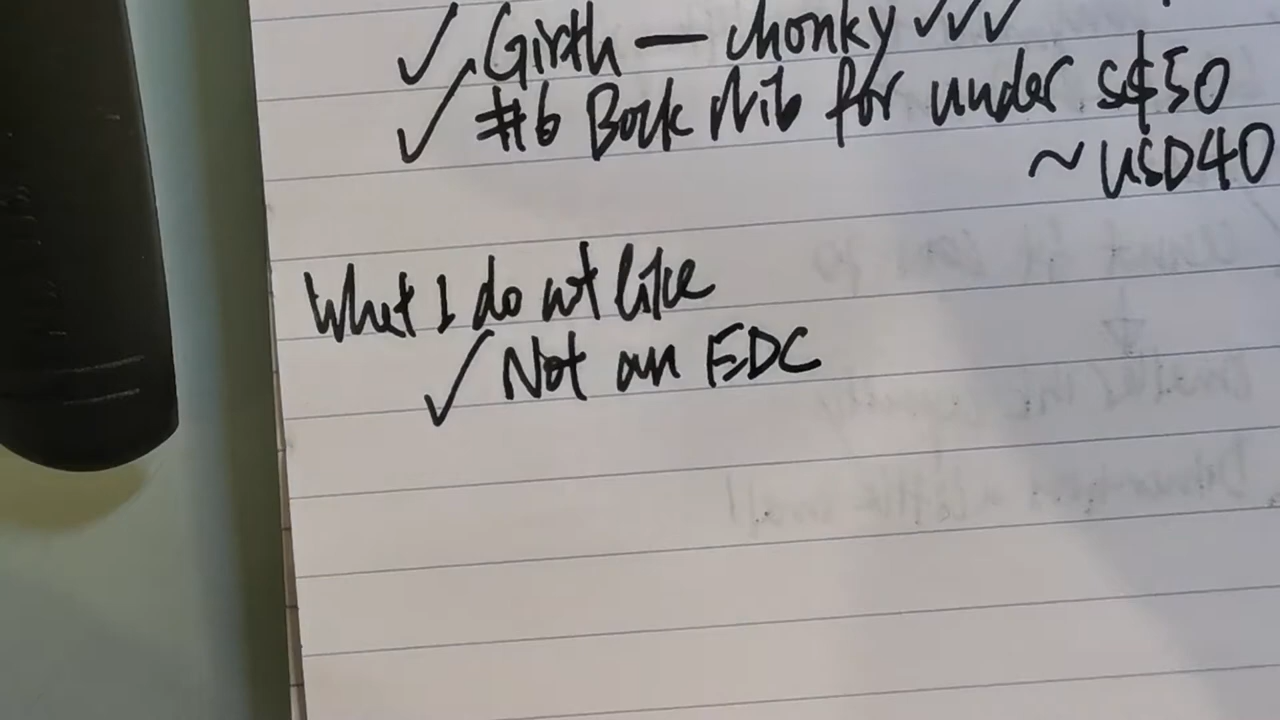 ✓ Girth — chonky ✓✓✓
✓ #6 Bock Nib for under S$50
~ USD40
What I do not like
✓ Not an EDC